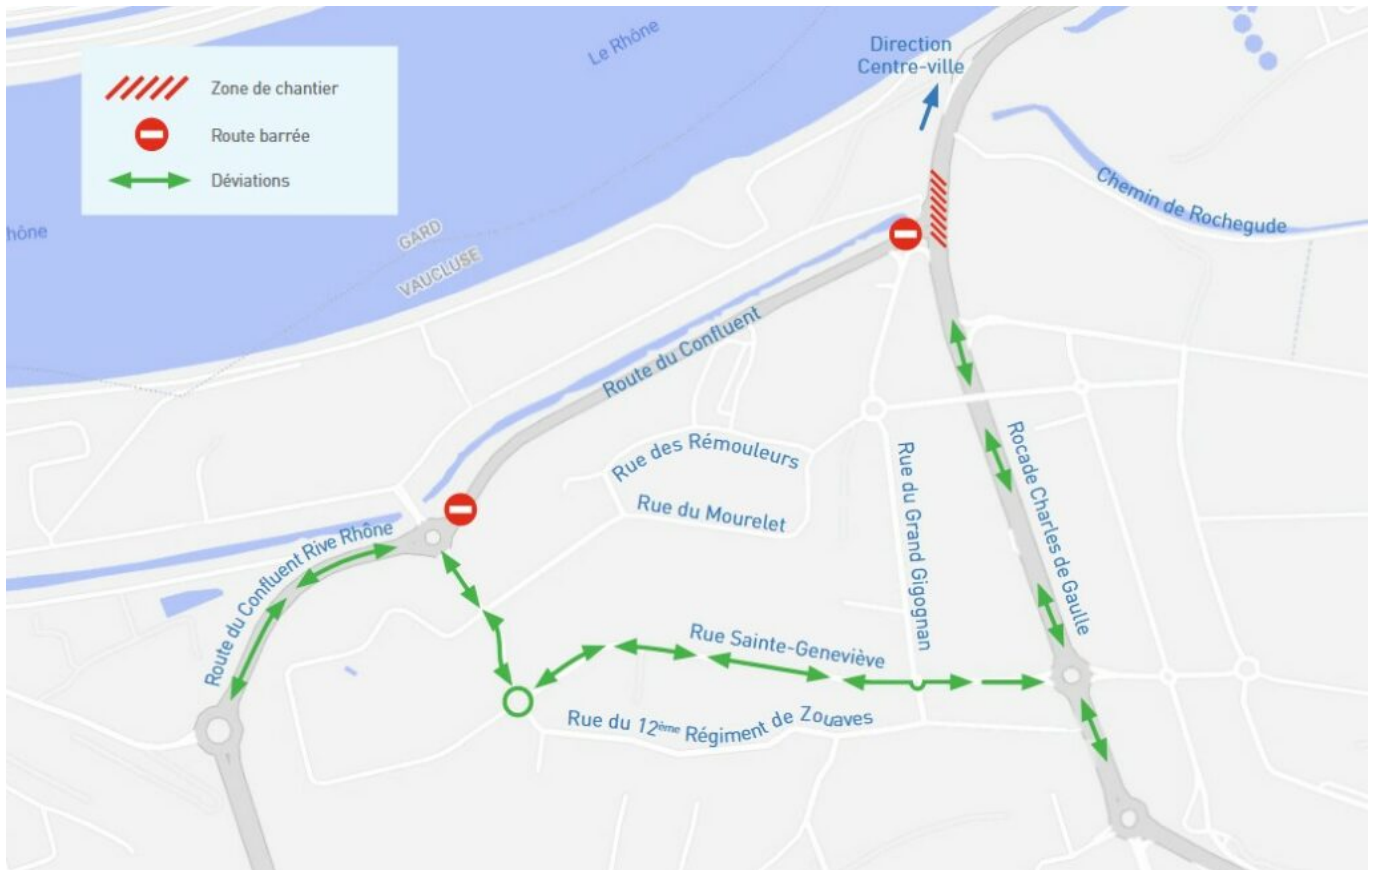 Le Rhône
Direction
Centre-ville
Zone de chantier
Route barrée
Déviations
Chemin de Rochegude
hône
GARD
VAUCLUSE
Route du Confluent
Rue des Rémouleurs
Rue du Mourelet
Rue du Grand Gigognan
Rocade Charles de Gaulle
Route du Confluent Rive Rhône
Rue Sainte-Geneviève
Rue du 12ème Régiment de Zouaves